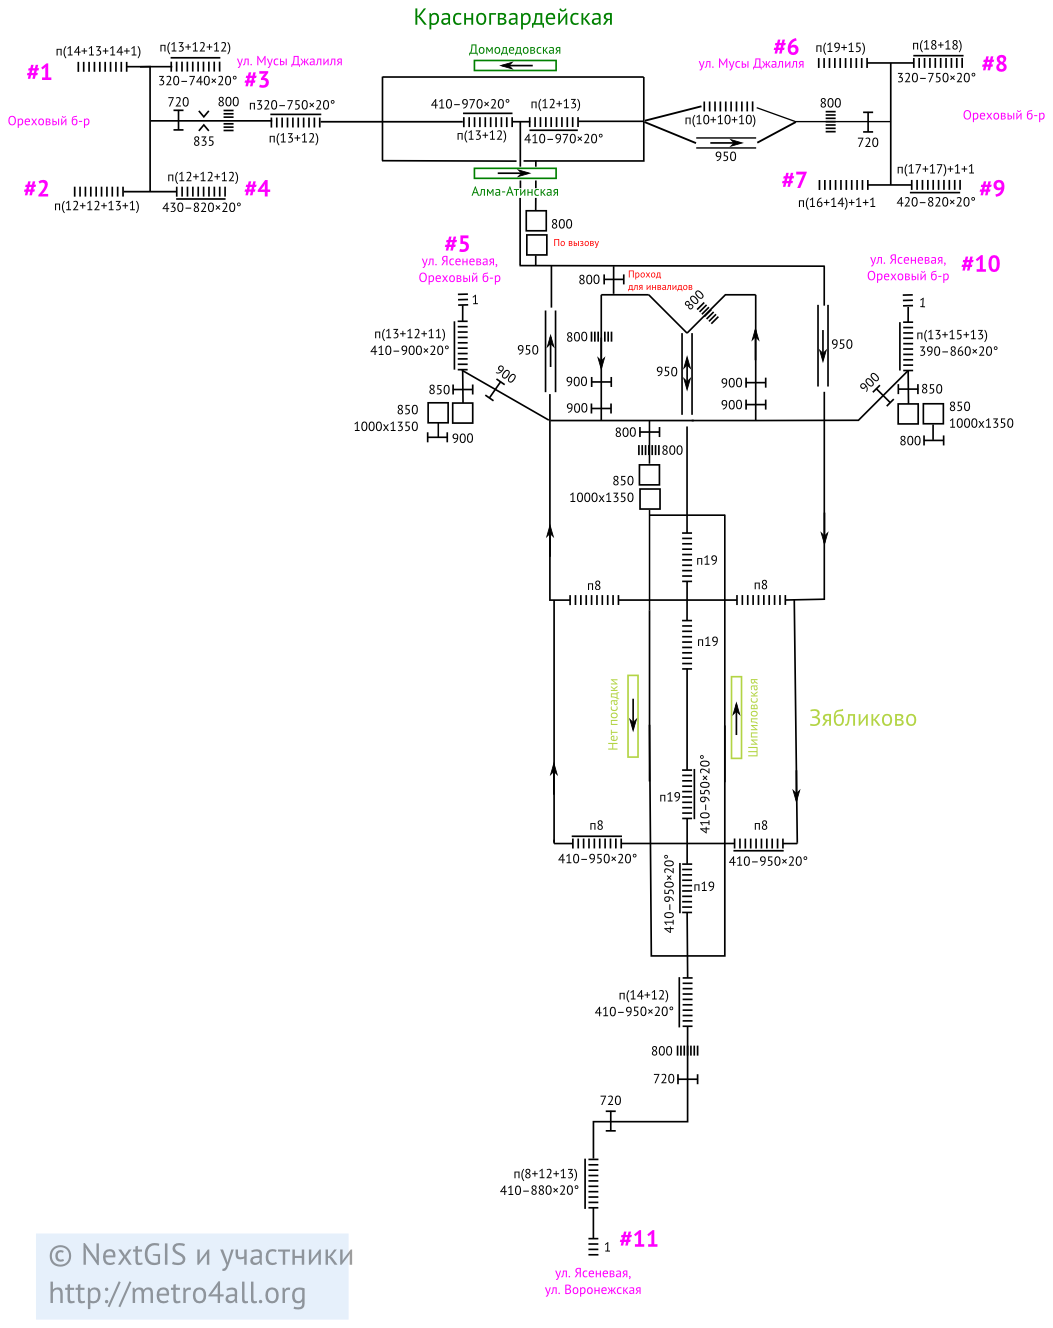 Красногвардейская
п(14+13+14+1)
п(13+12+12)
#1
320–740×20°
ул. Мусы Джалиля
#3
Домодедовская
#6
п(19+15)
п(18+18)
ул. Мусы Джалиля
320–750×20°
#8
Ореховый б-р
720
800
835
п320–750×20°
п(13+12)
410–970×20°
п(12+13)
п(13+12)
410–970×20°
п(10+10+10)
950
800
720
Ореховый б-р
#2
п(12+12+13+1)
п(12+12+12)
430–820×20°
#4
Алма-Атинская
#7
п(16+14)+1+1
п(17+17)+1+1
420–820×20°
#9
800
По вызову
#5
ул. Ясеневая,
Ореховый б-р
1
п(13+12+11)
410–900×20°
900
850
850
1000x1350
900
800
Проход
для инвалидов
800
800
950
900
900
950
900
900
950
ул. Ясеневая,
Ореховый б-р
#10
1
п(13+15+13)
390–860×20°
900
850
850
1000x1350
800
800
800
850
1000x1350
п19
п8
п8
п19
Нет посадки
Шипиловская
Зябликово
п19
410–950×20°
п8
410–950×20°
п8
410–950×20°
410–950×20°
п19
п(14+12)
410–950×20°
800
720
720
п(8+12+13)
410–880×20°
1
#11
ул. Ясеневая,
ул. Воронежская
© NextGIS и участники
http://metro4all.org